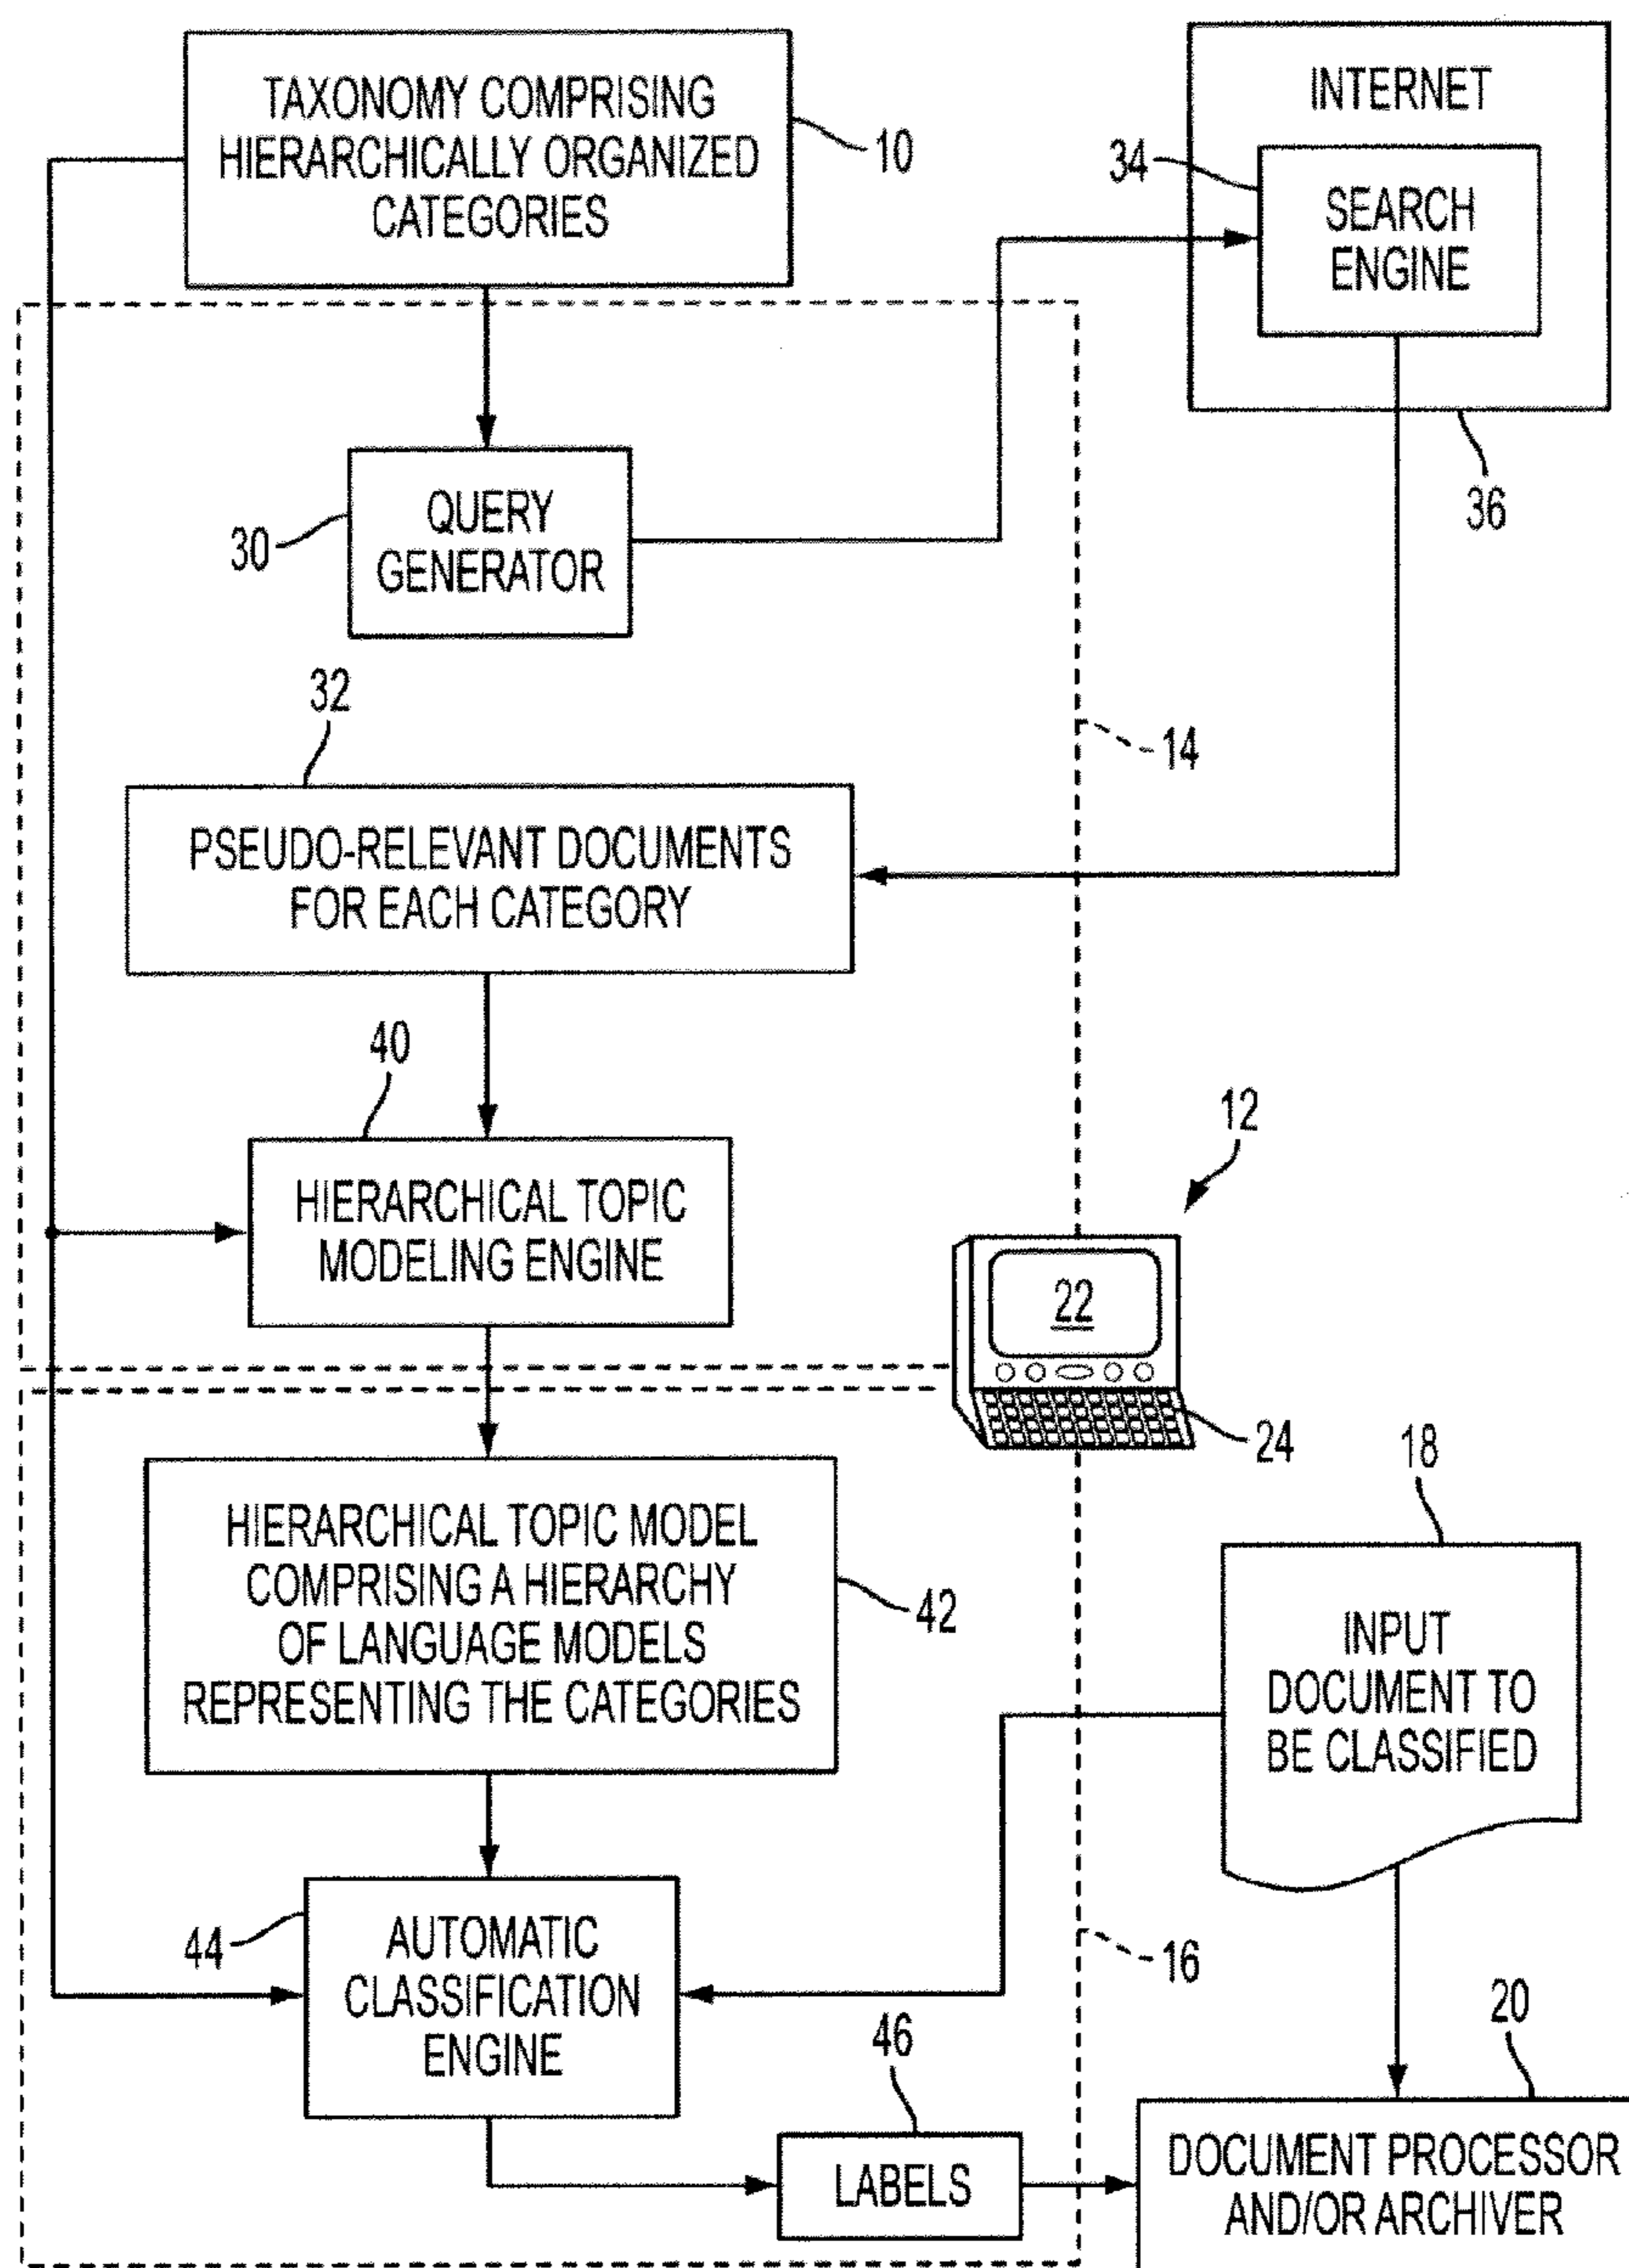 TAXONOMY COMPRISING
HIERARCHICALLY ORGANIZED
CATEGORIES
10
INTERNET
34
SEARCH
ENGINE
36
30
QUERY
GENERATOR
32
14
PSEUDO-RELEVANT DOCUMENTS
FOR EACH CATEGORY
40
HIERARCHICAL TOPIC
MODELING ENGINE
12
22
24
HIERARCHICAL TOPIC MODEL
COMPRISING A HIERARCHY
OF LANGUAGE MODELS
REPRESENTING THE CATEGORIES
42
18
INPUT
DOCUMENT TO
BE CLASSIFIED
44
AUTOMATIC
CLASSIFICATION
ENGINE
16
46
LABELS
20
DOCUMENT PROCESSOR
AND/OR ARCHIVER